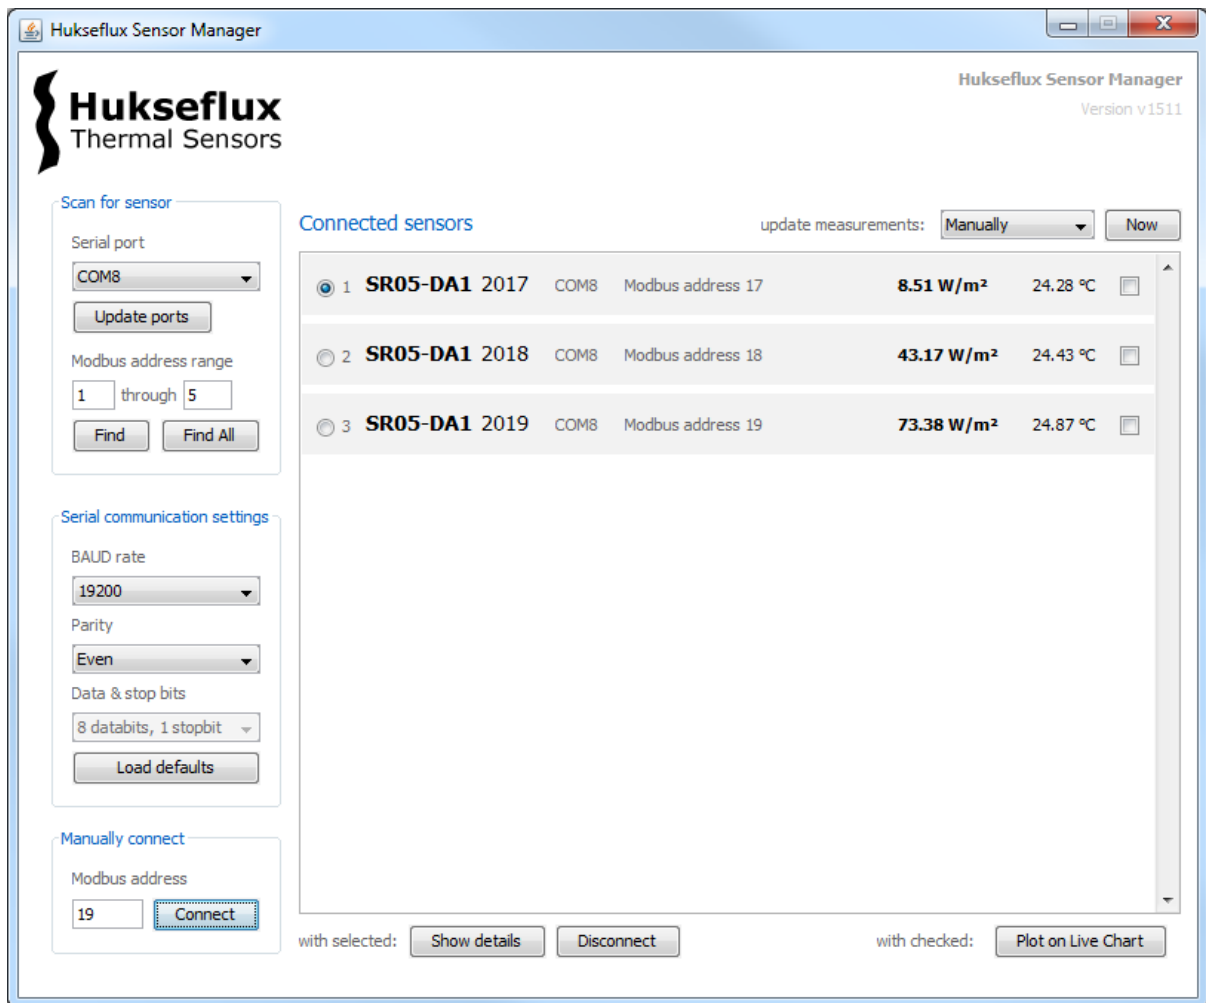 Hukseflux Sensor Manager
Hukseflux
Thermal Sensors
Hukseflux Sensor Manager
Version v1511
Scan for sensor
Serial port
COM8
Update ports
Modbus address range
1 through 5
Find Find All
Serial communication settings
BAUD rate
19200
Parity
Even
Data & stop bits
8 databits, 1 stopbit
Load defaults
Manually connect
Modbus address
19 Connect
Connected sensors update measurements: Manually Now
1 SR05-DA1 2017 COM8 Modbus address 17 8.51 W/m² 24.28 °C
2 SR05-DA1 2018 COM8 Modbus address 18 43.17 W/m² 24.43 °C
3 SR05-DA1 2019 COM8 Modbus address 19 73.38 W/m² 24.87 °C
with selected: Show details Disconnect with checked: Plot on Live Chart